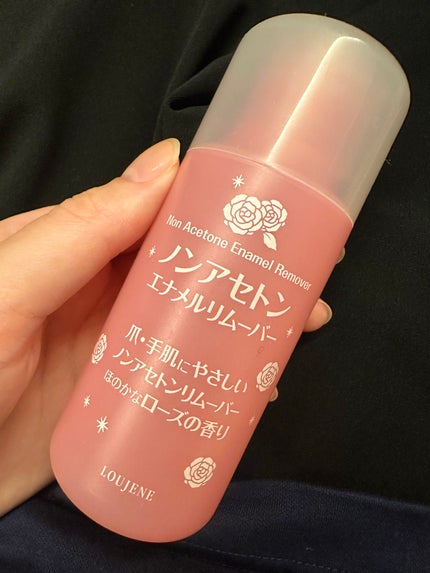 Non Acetone Enamel Remover
ノンアセトン
エナメルリムーバー
爪・手肌にやさしい
ノンアセトンリムーバー
ほのかなローズの香り
LOUJENE